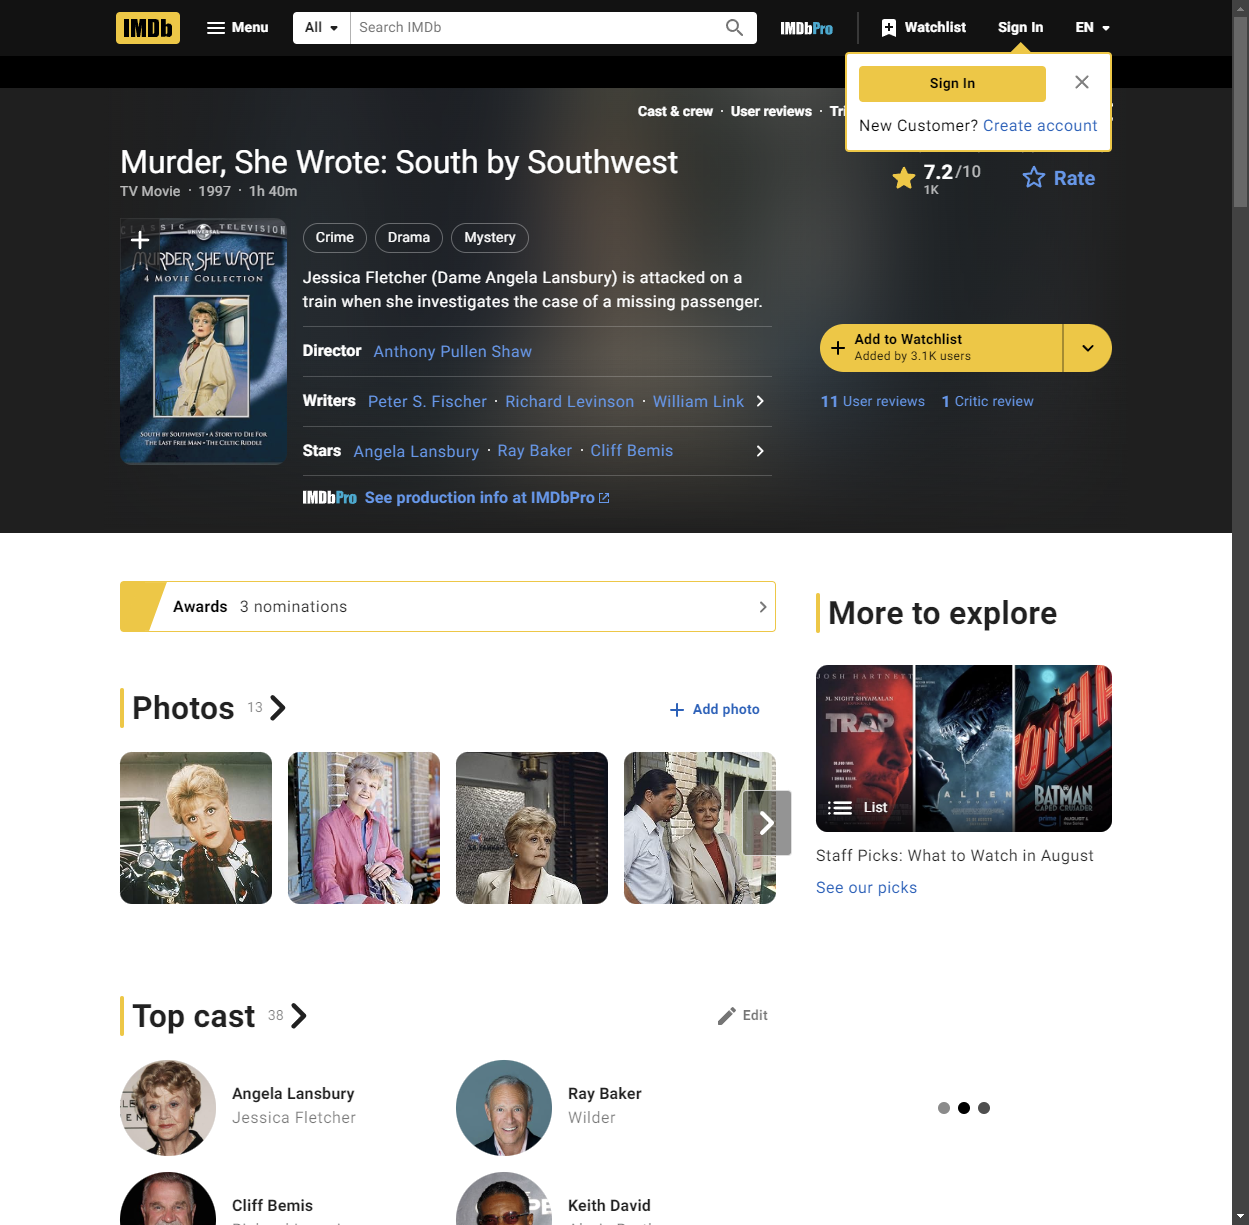 IMDb
Menu
All
Search IMDb
IMDbPro
Watchlist
Sign In
EN
Sign In
New Customer? Create account
Cast & crew · User reviews ·
Murder, She Wrote: South by Southwest
TV Movie · 1997 · 1h 40m
7.2/10
1K
Rate
CLASSIC UNIVERSAL TELEVISION
MURDER, SHE WROTE
4 MOVIE COLLECTION
SOUTH BY SOUTHWEST • A STORY TO DIE FOR
THE LAST FREE MAN • THE CELTIC RIDDLE
Crime
Drama
Mystery
Jessica Fletcher (Dame Angela Lansbury) is attacked on a
train when she investigates the case of a missing passenger.
Director Anthony Pullen Shaw
Writers Peter S. Fischer · Richard Levinson · William Link
Stars Angela Lansbury · Ray Baker · Cliff Bemis
IMDbPro See production info at IMDbPro
Add to Watchlist
Added by 3.1K users
11 User reviews 1 Critic review
Awards 3 nominations
Photos 13
Add photo
More to explore
JOSH HARTNETT
M. NIGHT SHYAMALAN
TRAP
ALIEN
GOTH
BATMAN
CAPED CRUSADER
prime
List
Staff Picks: What to Watch in August
See our picks
Top cast 38
Edit
Angela Lansbury
Jessica Fletcher
Ray Baker
Wilder
Cliff Bemis
Keith David